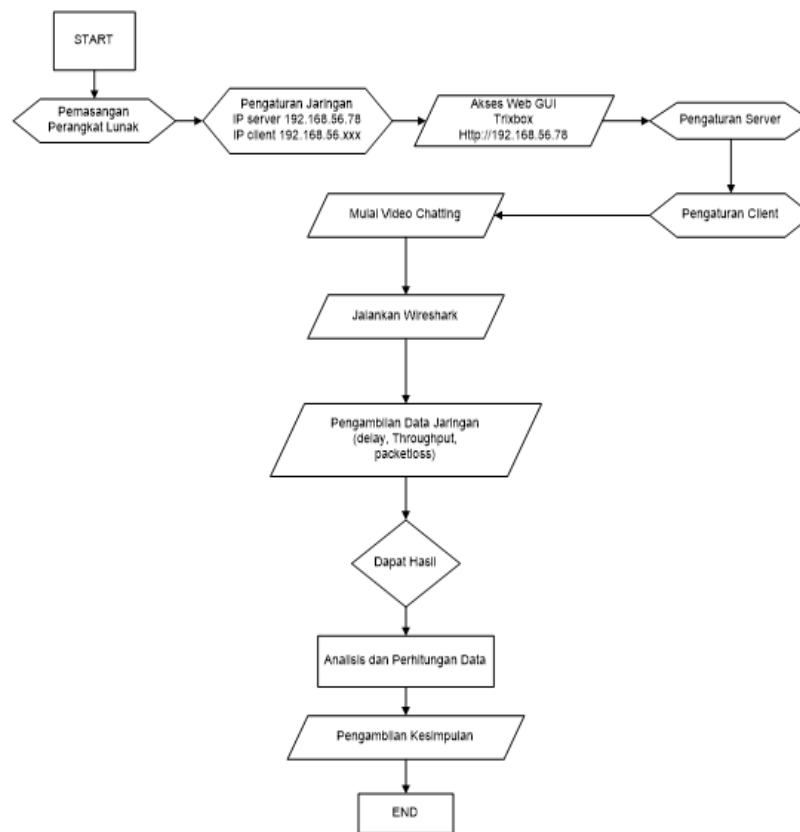 START
Pemasangan
Perangkat Lunak
Pengaturan Jaringan
IP server 192.168.56.78
IP client 192.168.56.xxx
Akses Web GUI
Trixbox
Http://192.168.56.78
Pengaturan Server
Pengaturan Client
Mulai Video Chatting
Jalankan Wireshark
Pengambilan Data Jaringan
(delay, Throughput,
packetloss)
Dapat Hasil
Analisis dan Perhitungan Data
Pengambilan Kesimpulan
END